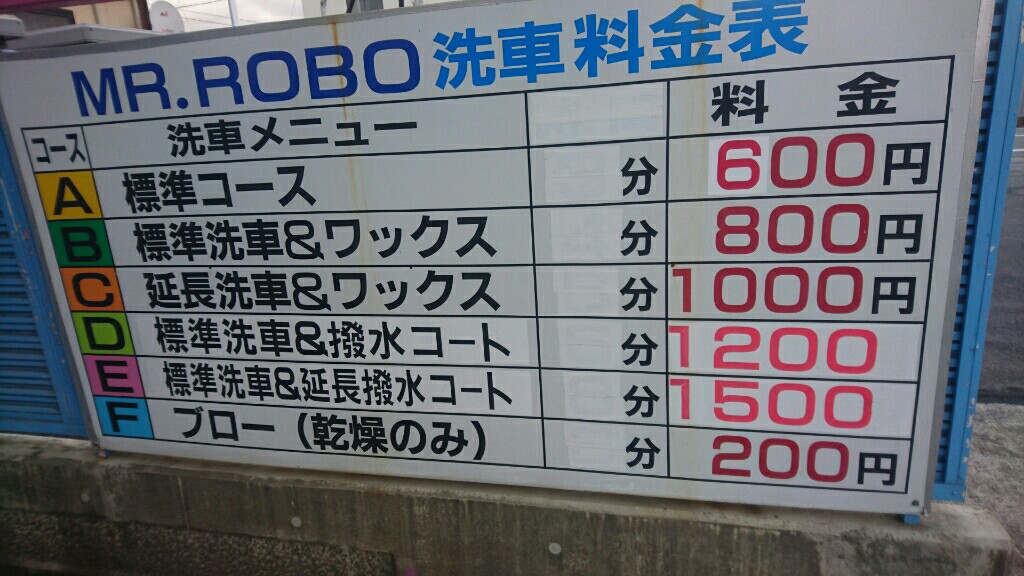 MR.ROBO洗車料金表
コース 洗車メニュー 料 金
A 標準コース 分 600円
B 標準洗車&ワックス 分 800円
C 延長洗車&ワックス 分 1000円
D 標準洗車&撥水コート 分 1200
E 標準洗車&延長撥水コート 分 1500
F ブロー(乾燥のみ) 分 200円